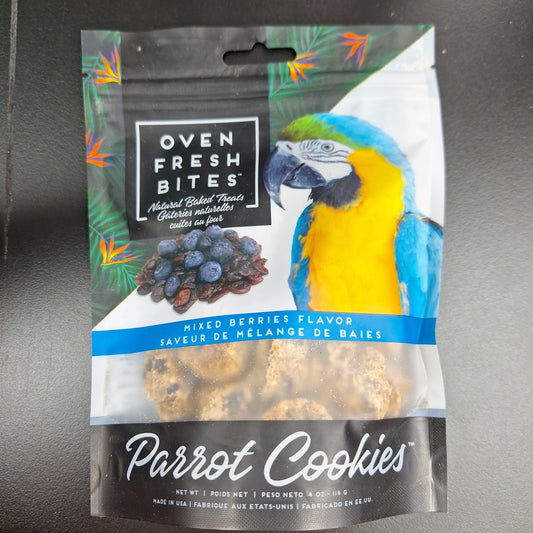 OVEN
FRESH
BITES™
Natural Baked Treats
Gâteries naturelles
cuites au four
MIXED BERRIES FLAVOR
SAVEUR DE MÉLANGE DE BAIES
Parrot Cookies™
NET WT | POIDS NET | PESO NETO 4 OZ - 114 G
MADE IN USA | FABRIQUE AUX ETATS-UNIS | FABRICADO EN EE.UU.